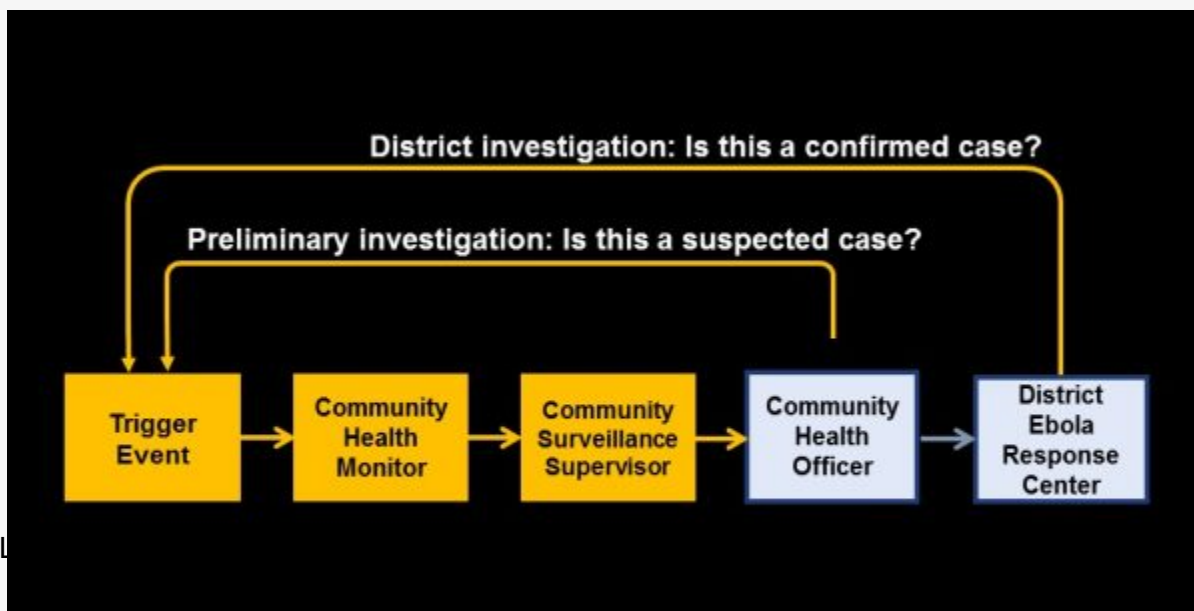 District investigation: Is this a confirmed case?
Preliminary investigation: Is this a suspected case?
Trigger
Event
Community
Health
Monitor
Community
Surveillance
Supervisor
Community
Health
Officer
District
Ebola
Response
Center
L